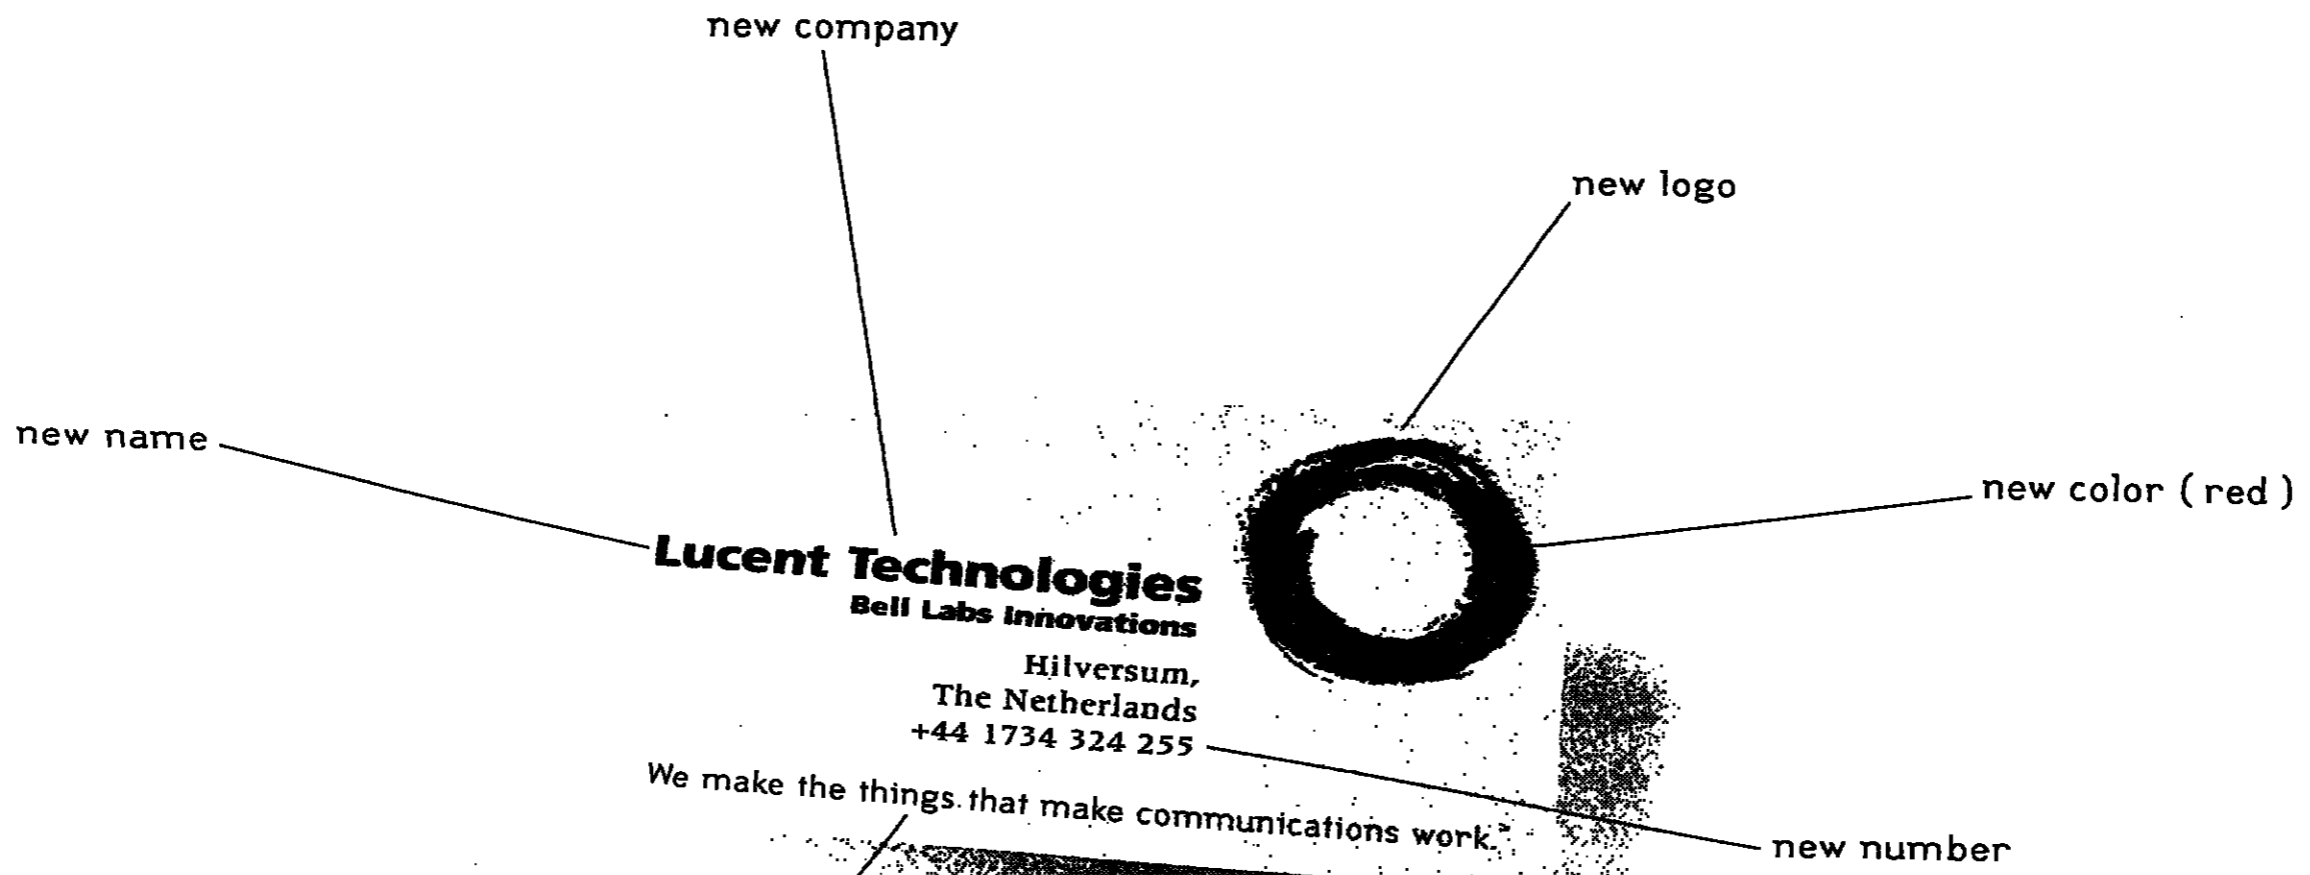 new company
new logo
new name
new color ( red )
Lucent Technologies
Bell Labs Innovations
Hilversum,
The Netherlands
+44 1734 324 255
We make the things that make communications work.™
new number